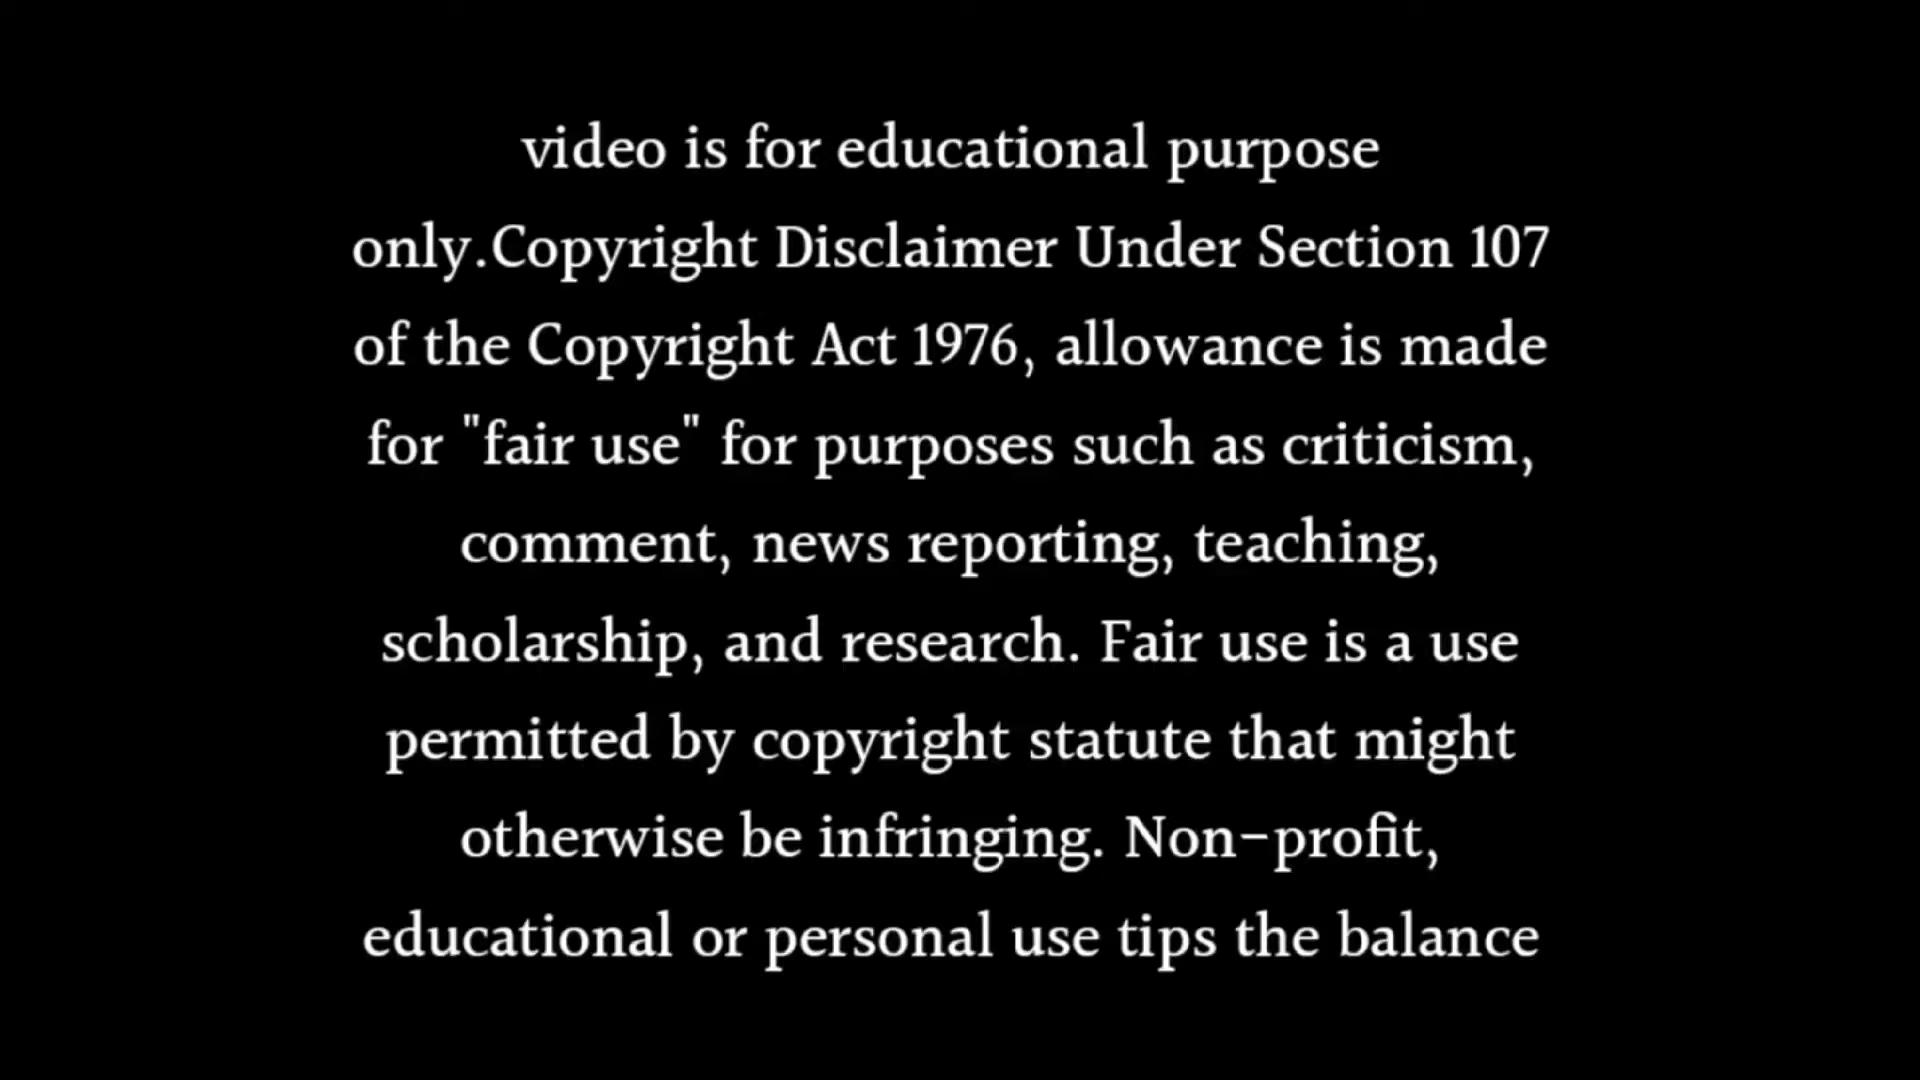 video is for educational purpose
only.Copyright Disclaimer Under Section 107
of the Copyright Act 1976, allowance is made
for "fair use" for purposes such as criticism,
comment, news reporting, teaching,
scholarship, and research. Fair use is a use
permitted by copyright statute that might
otherwise be infringing. Non-profit,
educational or personal use tips the balance